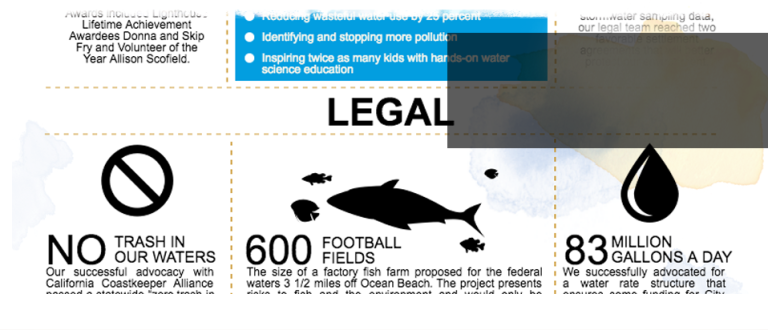 Awards included Lighthouse
Lifetime Achievement
Awardees Donna and Skip
Fry and Volunteer of the
Year Allison Scofield.
Reducing wasteful water use by 25 percent
Identifying and stopping more pollution
Inspiring twice as many kids with hands-on water
science education
stormwater sampling data,
our legal team reached two
LEGAL
NO TRASH IN
OUR WATERS
Our successful advocacy with
California Coastkeeper Alliance
passed a statewide "zero trash in
600 FOOTBALL
FIELDS
The size of a factory fish farm proposed for the federal
waters 3 1/2 miles off Ocean Beach. The project presents
risks to fish and the environment and would only be
83 MILLION
GALLONS A DAY
We successfully advocated for
a water rate structure that
ensures some funding for City